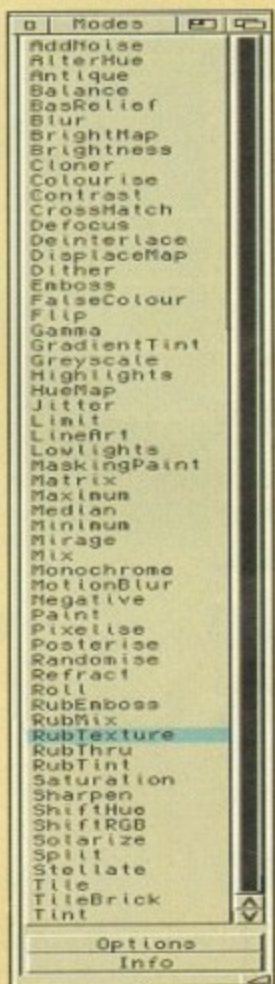 Modes
AddNoise
AlterHue
Antique
Balance
BasRelief
Blur
BrightMap
Brightness
Cloner
Colourise
Contrast
CrossMatch
Defocus
Deinterlace
DisplaceMap
Dither
Emboss
FalseColour
Flip
Gamma
GradientTint
Greyscale
Highlights
HueMap
Jitter
Limit
LineArt
Lowlights
MaskingPaint
Matrix
Maximum
Median
Minimum
Mirage
Mix
Monochrome
MotionBlur
Negative
Paint
Pixelise
Posterise
Randomise
Refract
Roll
RubEmboss
RubMix
RubTexture
RubThru
RubTint
Saturation
Sharpen
ShiftHue
ShiftRGB
Solarize
Split
Stellate
Tile
TileBrick
Tint
Options
Info